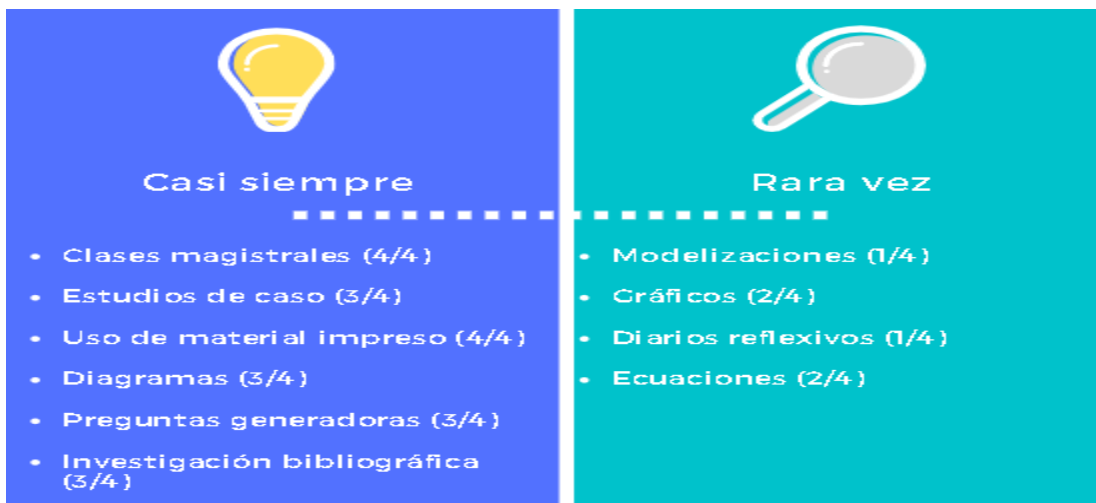 Casi siempre
• Clases magistrales (4/4)
• Estudios de caso (3/4)
• Uso de material impreso (4/4)
• Diagramas (3/4)
• Preguntas generadoras (3/4)
• Investigación bibliográfica
(3/4)
Rara vez
• Modelizaciones (1/4)
• Gráficos (2/4)
• Diarios reflexivos (1/4)
• Ecuaciones (2/4)